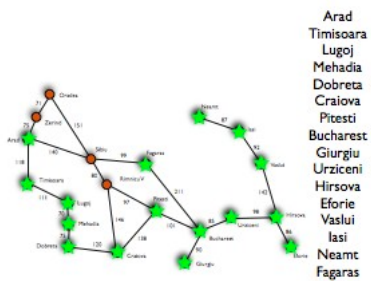 Arad
Timisoara
Lugoj
Mehadia
Dobreta
Craiova
Pitesti
Bucharest
Giurgiu
Urziceni
Hirsova
Eforie
Vaslui
Iasi
Neamt
Fagaras
Oradea
71
Zerind
151
75
Arad
140
Sibiu
99
Fagaras
118
80
Rimnicu V
Timisoara
111
Lugoj
70
Mehadia
75
Dobreta
120
Craiova
146
97
Pitesti
138
101
211
Bucharest
90
Giurgiu
85
Urziceni
98
Hirsova
86
Eforie
142
Vaslui
92
Iasi
87
Neamt